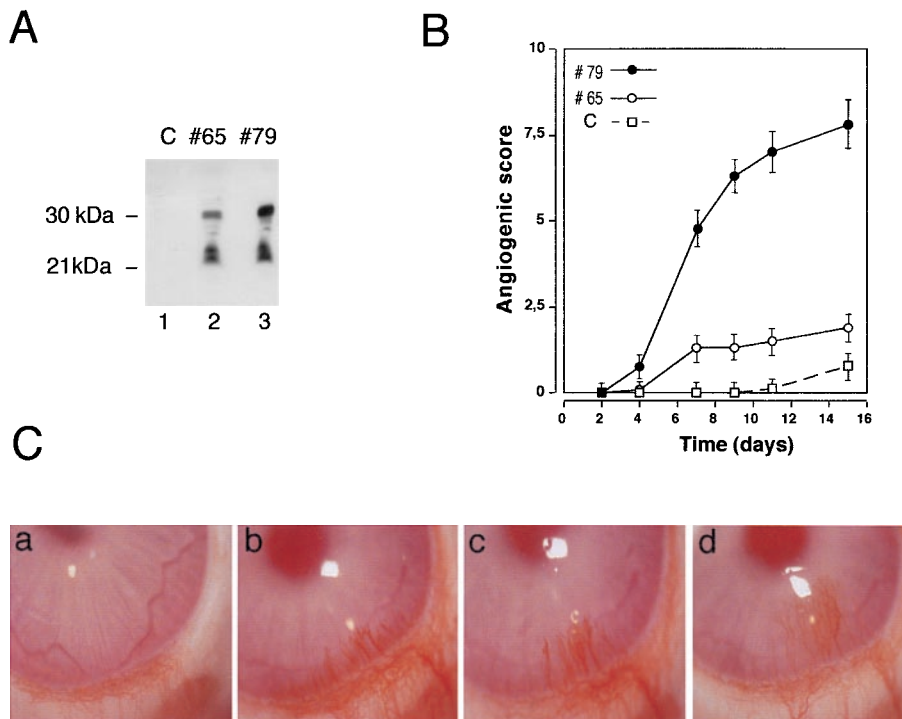 A
C #65 #79
30 kDa –
21kDa –
1 2 3
B
10
7,5
5
2,5
0
Angiogenic score
# 79
# 65
C
0 2 4 6 8 10 12 14 16
Time (days)
C
a b c d